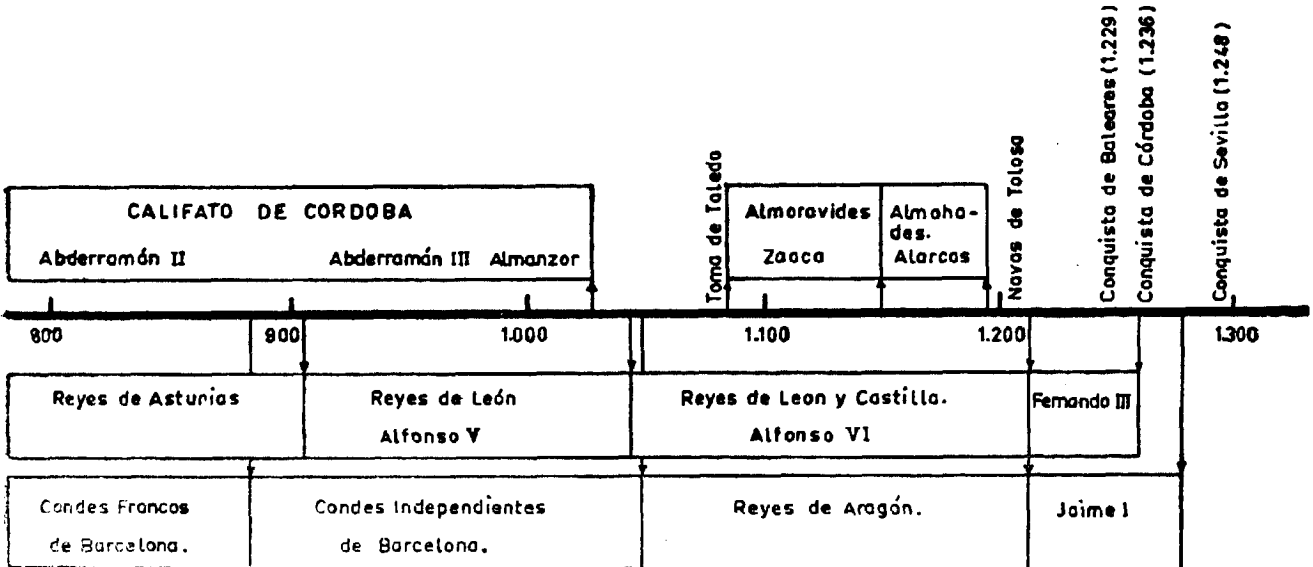 Conquista de Baleares (1.229)
Conquista de Córdoba (1.236)
Conquista de Sevilla (1.248)
Toma de Toledo
Navas de Tolosa
CALIFATO DE CORDOBA
Abderramán II Abderramán III Almanzor
Almoravides
Zaaca
Almoha-
des.
Alarcos
800 900 1.000 1.100 1.200 1.300
Reyes de Asturias
Reyes de León
Alfonso V
Reyes de Leon y Castilla.
Alfonso VI
Fernando III
Condes Francos
de Barcelona.
Condes Independientes
de Barcelona.
Reyes de Aragón.
Jaime I